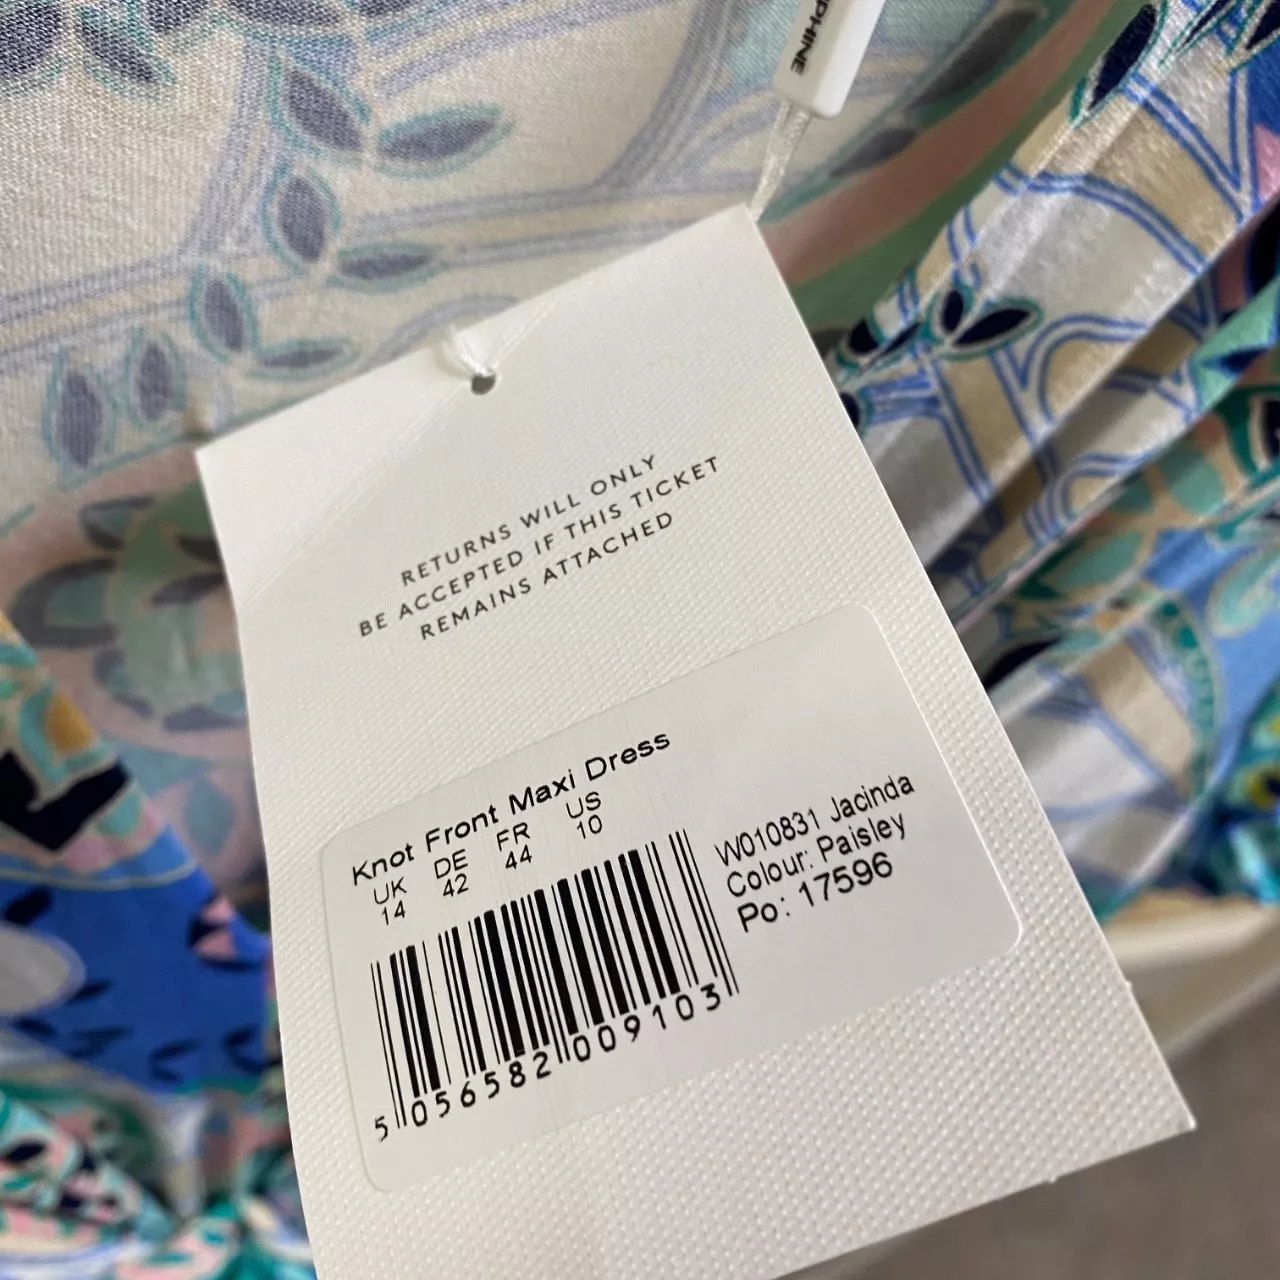 PHINE
RETURNS WILL ONLY
BE ACCEPTED IF THIS TICKET
REMAINS ATTACHED
Knot Front Maxi Dress
UK DE FR US
14 42 44 10
W010831 Jacinda
Colour: Paisley
Po: 17596
5 056582 009103